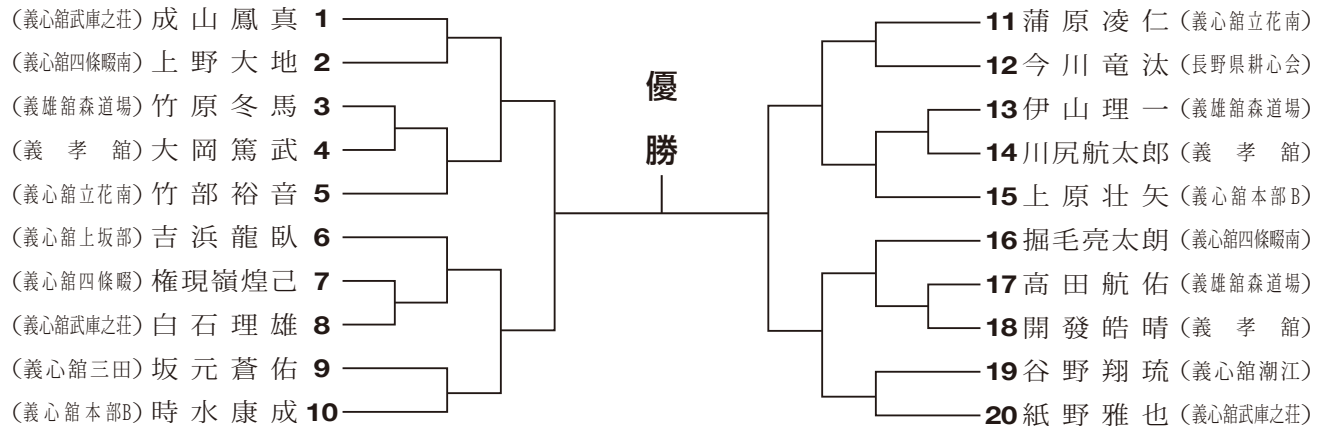 (義心舘武庫之荘) 成山鳳真 1
(義心舘四條畷南) 上野大地 2
(義雄舘森道場) 竹原冬馬 3
(義孝舘) 大岡篤武 4
(義心舘立花南) 竹部裕音 5
(義心舘上坂部) 吉浜龍臥 6
(義心舘四條畷) 権現嶺煌己 7
(義心舘武庫之荘) 白石理雄 8
(義心舘三田) 坂元蒼佑 9
(義心舘本部B) 時水康成 10
優勝
11 蒲原凌仁 (義心舘立花南)
12 今川竜汰 (長野県耕心会)
13 伊山理一 (義雄舘森道場)
14 川尻航太郎 (義孝舘)
15 上原壮矢 (義心舘本部B)
16 掘毛亮太朗 (義心舘四條畷南)
17 高田航佑 (義雄舘森道場)
18 開發皓晴 (義孝舘)
19 谷野翔琉 (義心舘潮江)
20 紙野雅也 (義心舘武庫之荘)